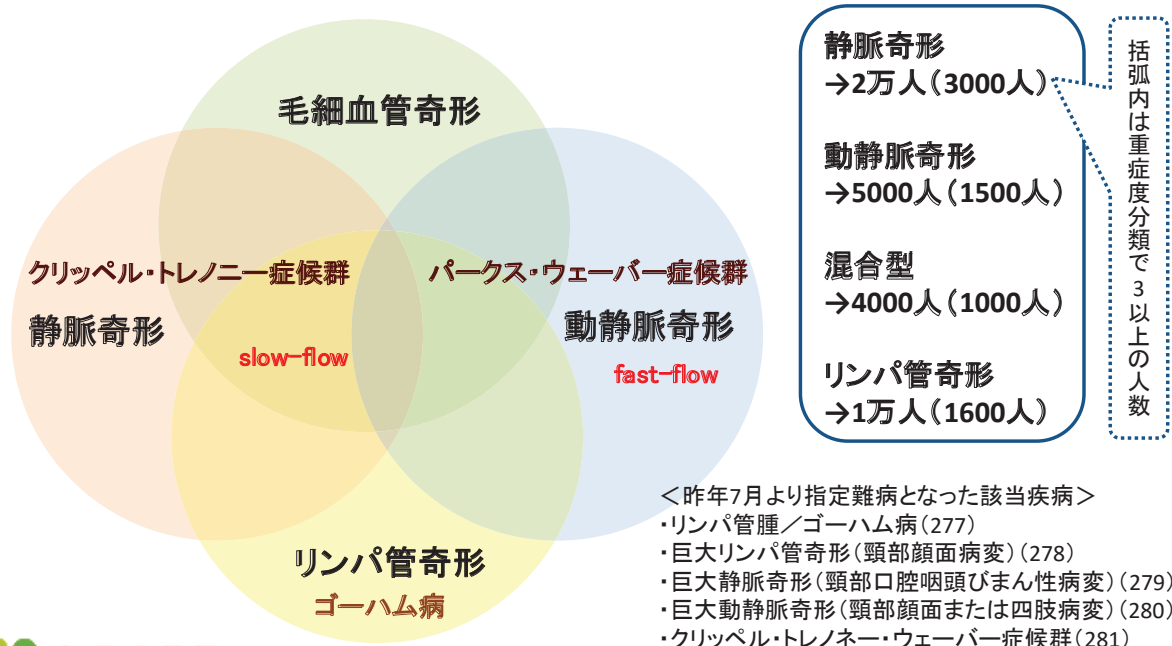 毛細血管奇形
クリッペル・トレノニー症候群
パークス・ウェーバー症候群
静脈奇形
動静脈奇形
slow-flow
fast-flow
リンパ管奇形
ゴーハム病
静脈奇形
→2万人(3000人)
動静脈奇形
→5000人(1500人)
混合型
→4000人(1000人)
リンパ管奇形
→1万人(1600人)
括弧内は重症度分類で3以上の人数
<昨年7月より指定難病となった該当疾病>
・リンパ管腫/ゴーハム病(277)
・巨大リンパ管奇形(頸部顔面病変)(278)
・巨大静脈奇形(頸部口腔咽頭びまん性病変)(279)
・巨大動静脈奇形(頸部顔面または四肢病変)(280)
・クリッペル・トレノネー・ウェーバー症候群(281)